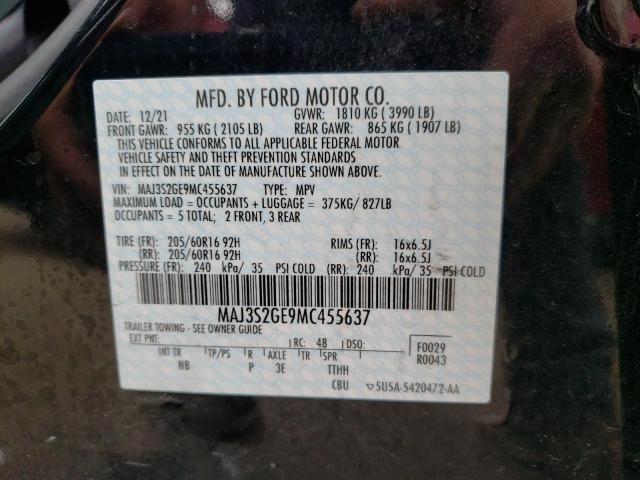 MFD. BY FORD MOTOR CO.
DATE: 12/21 GVWR: 1810 KG ( 3990 LB)
FRONT GAWR: 955 KG ( 2105 LB) REAR GAWR: 865 KG ( 1907 LB)
THIS VEHICLE CONFORMS TO ALL APPLICABLE FEDERAL MOTOR
VEHICLE SAFETY AND THEFT PREVENTION STANDARDS
IN EFFECT ON THE DATE OF MANUFACTURE SHOWN ABOVE.
VIN: MAJ3S2GE9MC455637 TYPE: MPV
MAXIMUM LOAD = OCCUPANTS + LUGGAGE = 375KG/ 827LB
OCCUPANTS = 5 TOTAL; 2 FRONT, 3 REAR
TIRE (FR): 205/60R16 92H RIMS (FR): 16x6.5J
(RR): 205/60R16 92H (RR): 16x6.5J
PRESSURE (FR): 240 kPa/ 35 PSI COLD (RR): 240 kPa/ 35 PSI COLD
MAJ3S2GE9MC455637
TRAILER TOWING - SEE OWNER GUIDE
EXT PNT: RC: 48 DSO: F0029
INT TR TP/PS R AXLE TR SPR R0043
NB P 3E TTHH
CBU ▽5U5A-5420472-AA